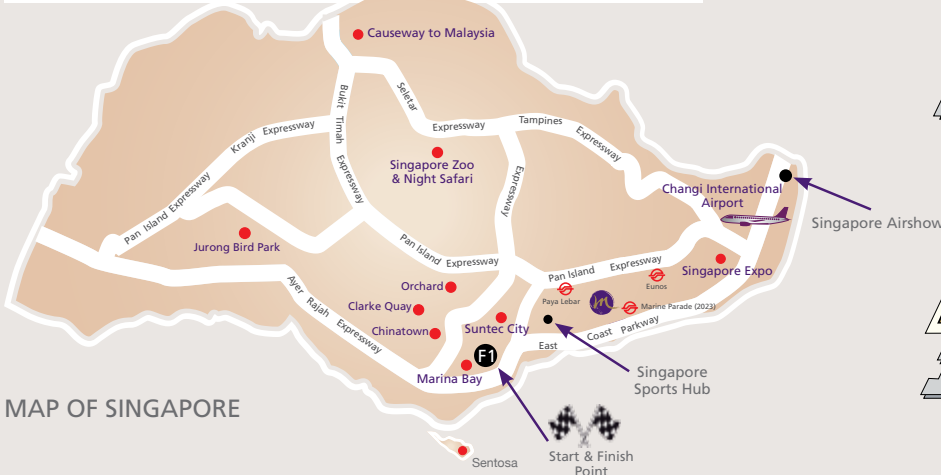 Causeway to Malaysia
Seletar
Expressway
Bukit Timah Expressway
Kranji Expressway
Tampines
Expressway
Singapore Zoo
& Night Safari
Expressway
Changi International
Airport
Singapore Airshow
Pan Island Expressway
Jurong Bird Park
Pan Island Expressway
Pan Island Expressway
Singapore Expo
Eunos
Paya Lebar
m
Marine Parade (2023)
Orchard
Clarke Quay
Chinatown
Suntec City
Ayer Rajah Expressway
East Coast Parkway
F1
Marina Bay
Singapore
Sports Hub
MAP OF SINGAPORE
Start & Finish
Point
Sentosa